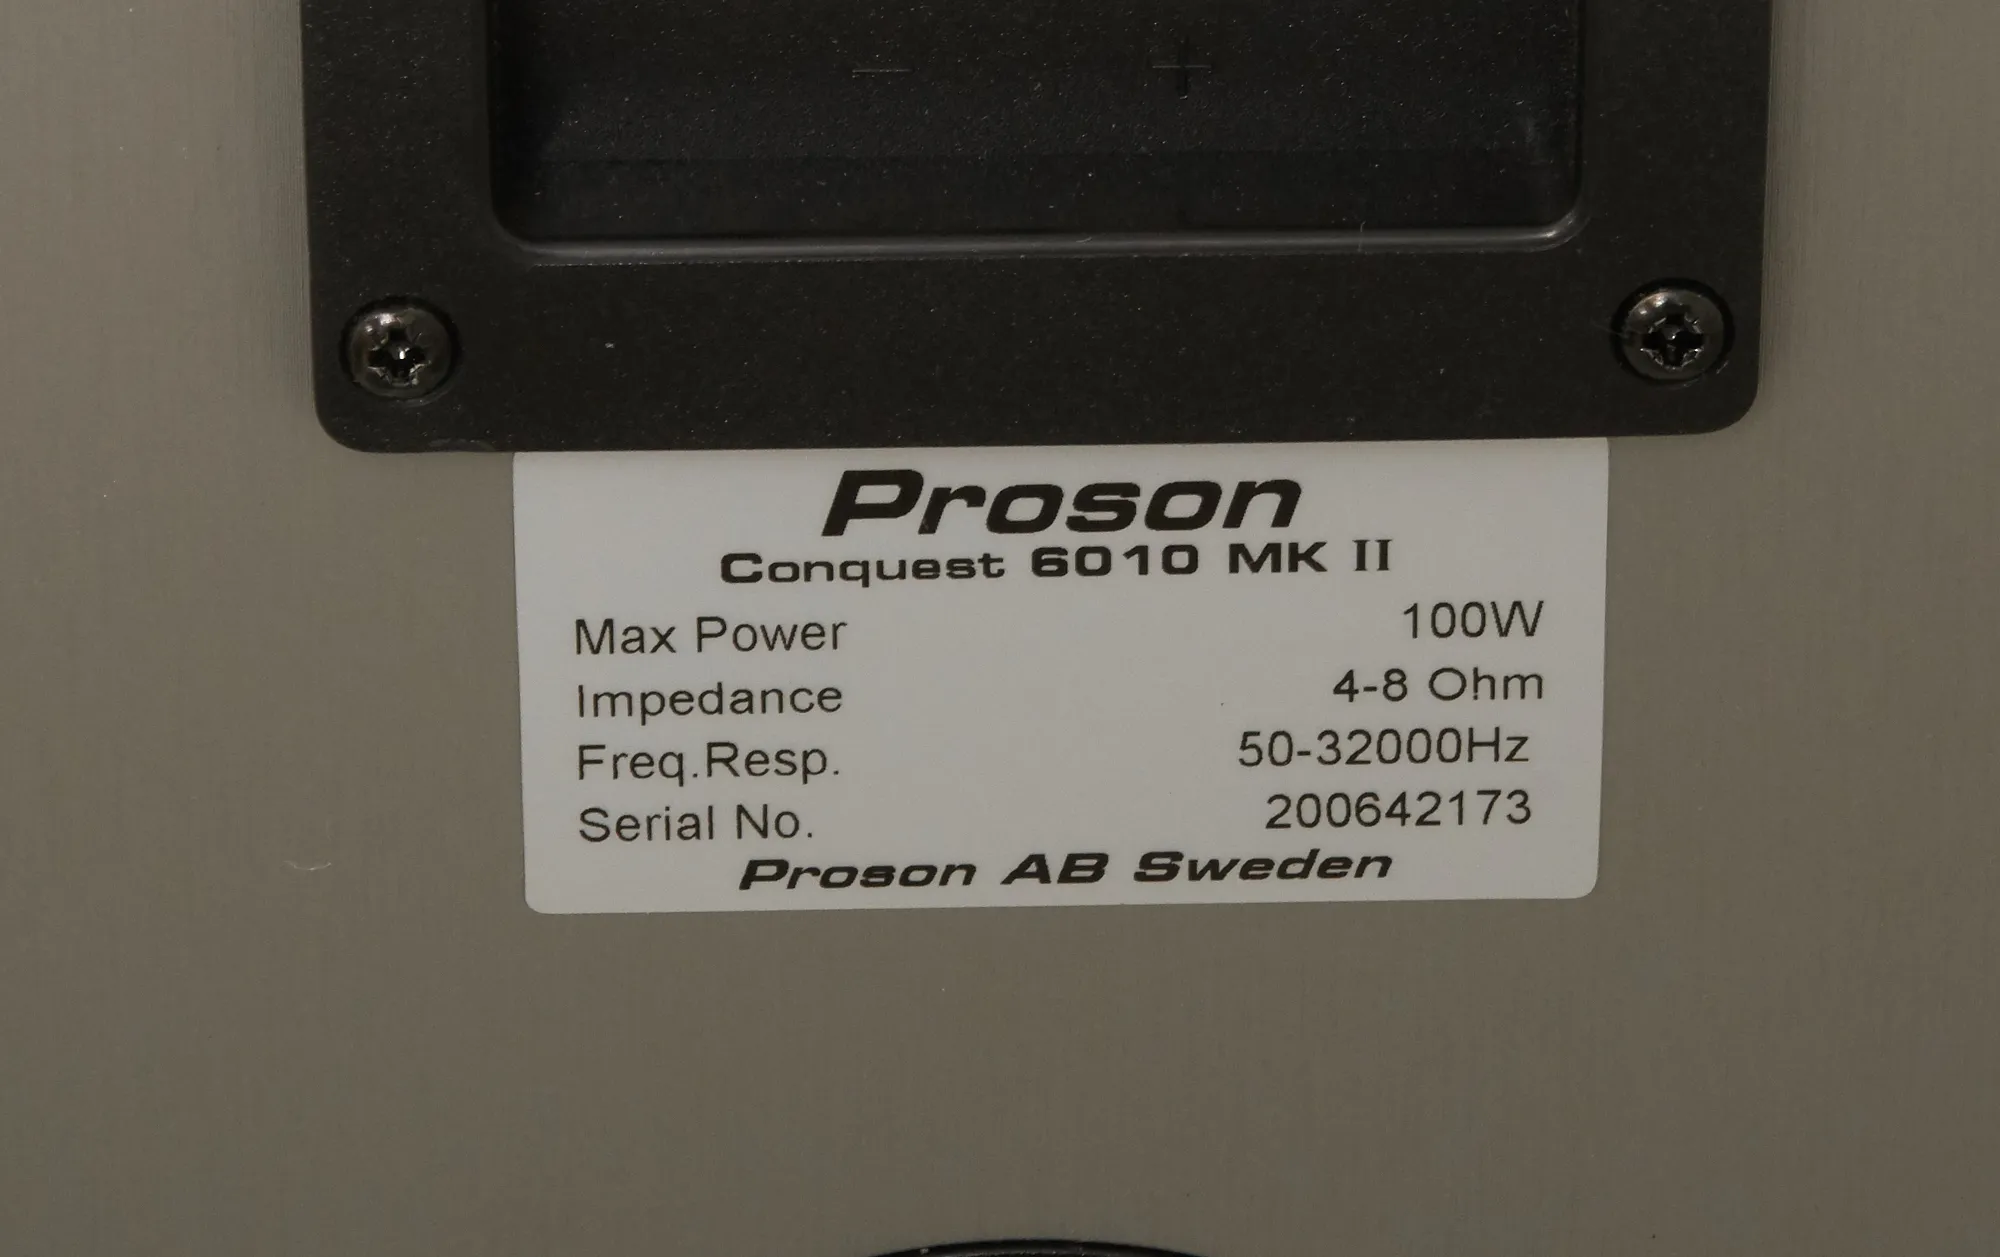 - +
Proson
Conquest 6010 MK II
Max Power 100W
Impedance 4-8 Ohm
Freq.Resp. 50-32000Hz
Serial No. 200642173
Proson AB Sweden